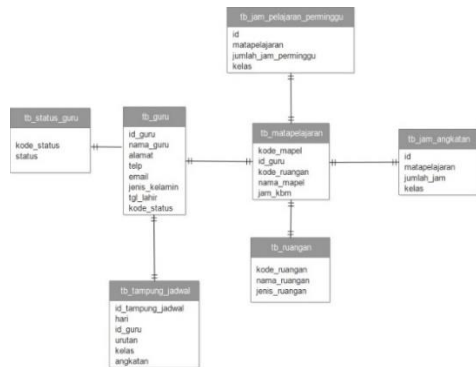 tb_jam_pelajaran_perminggu
id
matapelajaran
jumlah_jam_perminggu
kelas
tb_status_guru
kode_status
status
tb_guru
id_guru
nama_guru
alamat
telp
email
jenis_kelamin
tgl_lahir
kode_status
tb_matapelajaran
kode_mapel
id_guru
kode_ruangan
nama_mapel
jam_kbm
tb_jam_angkatan
id
matapelajaran
jumlah_jam
kelas
tb_ruangan
kode_ruangan
nama_ruangan
jenis_ruangan
tb_tampung_jadwal
id_tampung_jadwal
hari
id_guru
urutan
kelas
angkatan